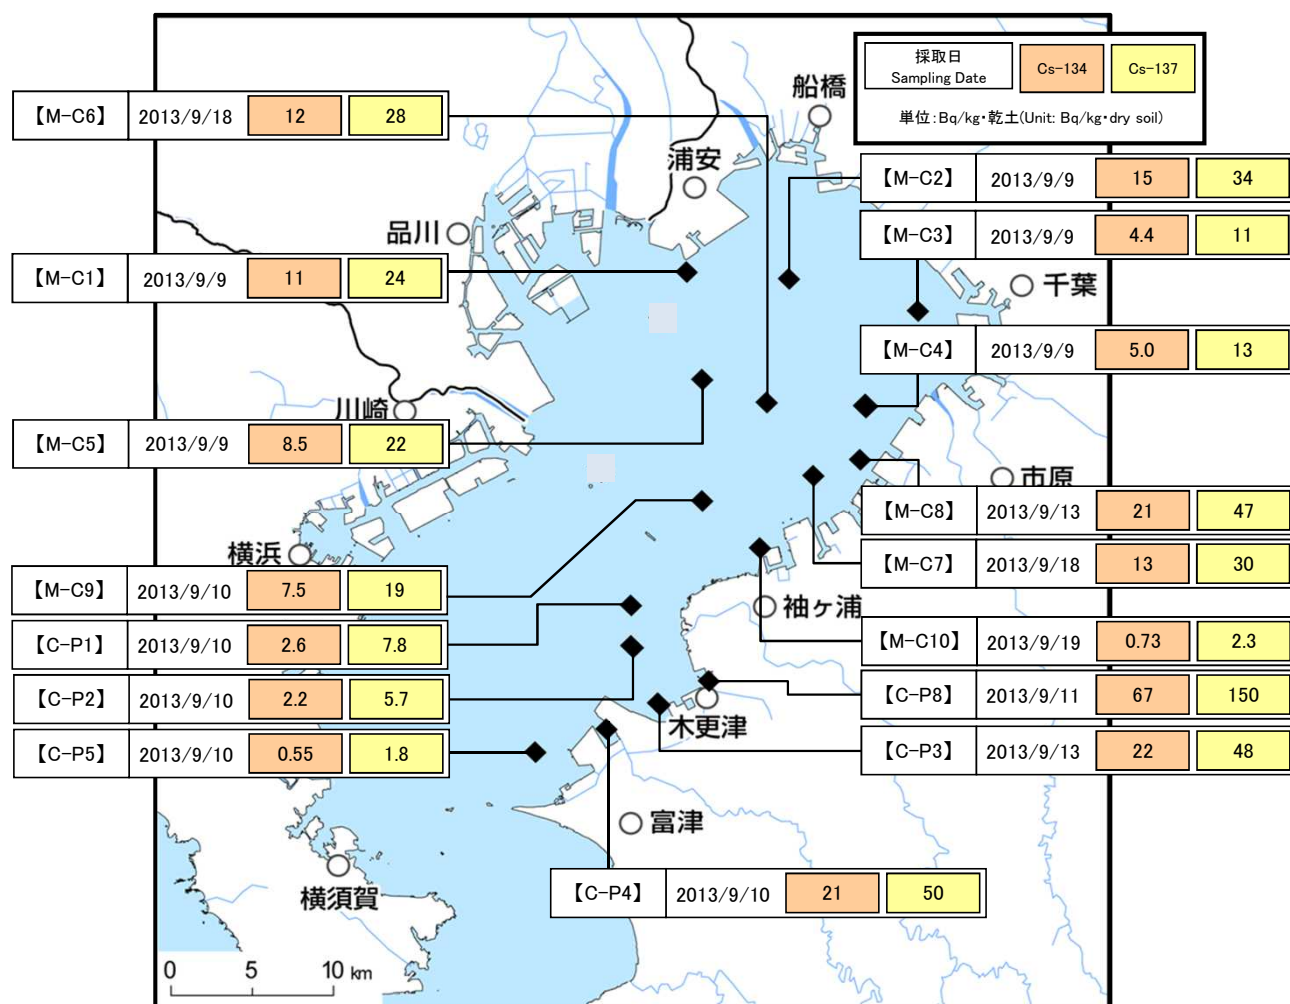 採取日
Sampling Date
Cs-134
Cs-137
単位:Bq/kg・乾土(Unit: Bq/kg・dry soil)
船橋
【M-C6】 2013/9/18 12 28
浦安
【M-C2】 2013/9/9 15 34
品川
【M-C3】 2013/9/9 4.4 11
【M-C1】 2013/9/9 11 24
千葉
【M-C4】 2013/9/9 5.0 13
川崎
【M-C5】 2013/9/9 8.5 22
市原
【M-C8】 2013/9/13 21 47
横浜
【M-C7】 2013/9/18 13 30
【M-C9】 2013/9/10 7.5 19
袖ヶ浦
【C-P1】 2013/9/10 2.6 7.8
【M-C10】 2013/9/19 0.73 2.3
【C-P2】 2013/9/10 2.2 5.7
【C-P8】 2013/9/11 67 150
木更津
【C-P5】 2013/9/10 0.55 1.8
【C-P3】 2013/9/13 22 48
富津
横須賀
【C-P4】 2013/9/10 21 50
0 5 10 km